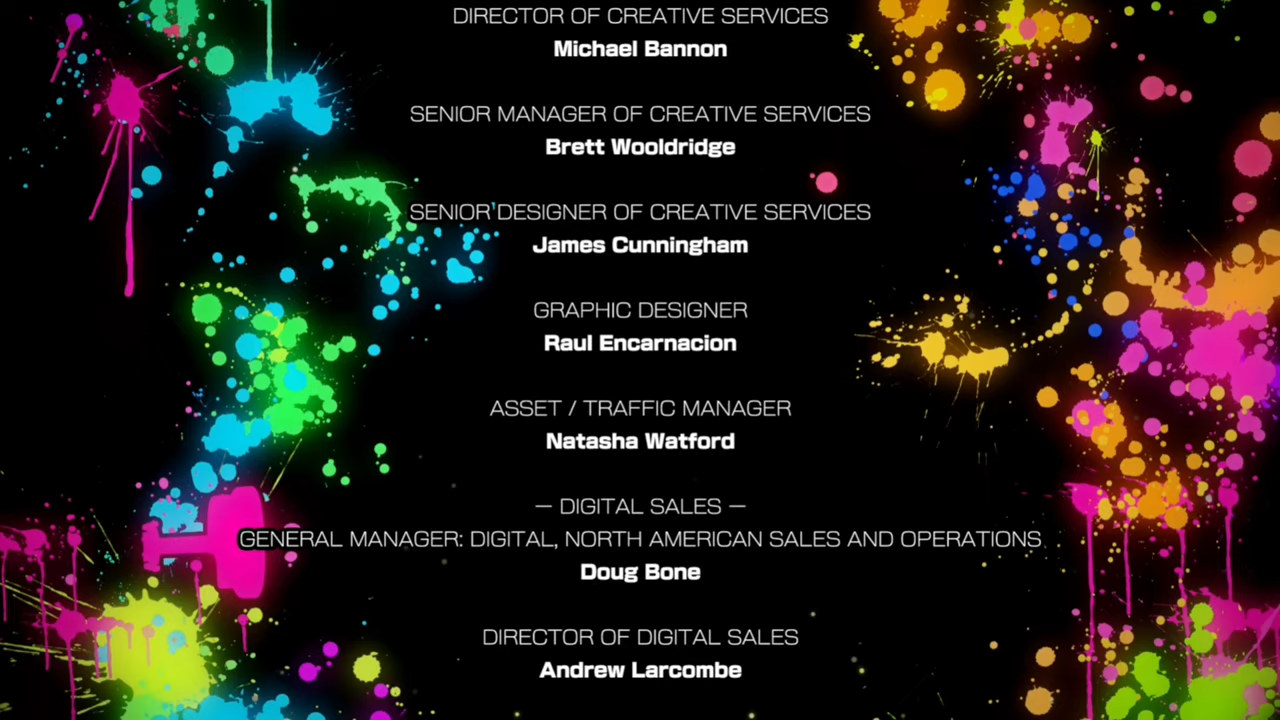 DIRECTOR OF CREATIVE SERVICES
Michael Bannon
SENIOR MANAGER OF CREATIVE SERVICES
Brett Wooldridge
SENIOR DESIGNER OF CREATIVE SERVICES
James Cunningham
GRAPHIC DESIGNER
Raul Encarnacion
ASSET / TRAFFIC MANAGER
Natasha Watford
— DIGITAL SALES —
GENERAL MANAGER: DIGITAL, NORTH AMERICAN SALES AND OPERATIONS
Doug Bone
DIRECTOR OF DIGITAL SALES
Andrew Larcombe